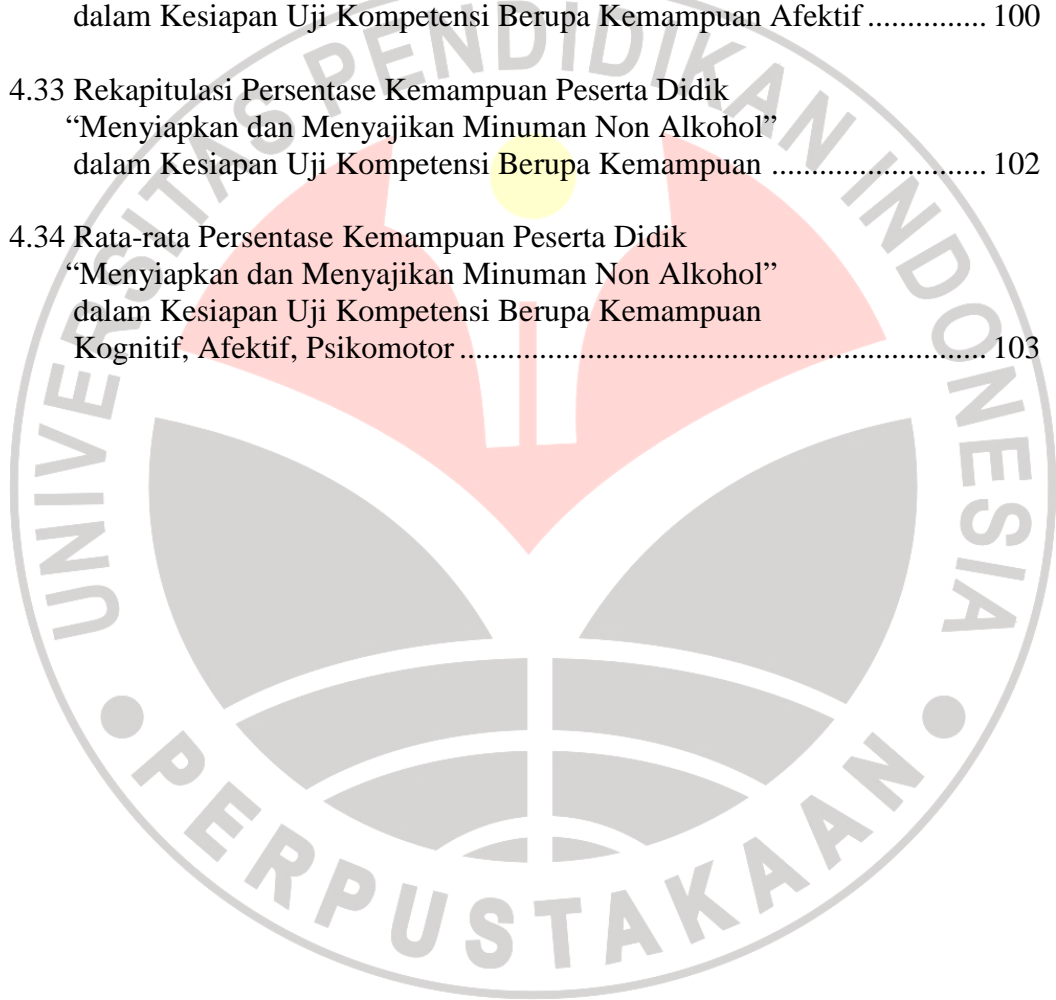 dalam Kesiapan Uji Kompetensi Berupa Kemampuan Afektif ............... 100
4.33 Rekapitulasi Persentase Kemampuan Peserta Didik
“Menyiapkan dan Menyajikan Minuman Non Alkohol”
dalam Kesiapan Uji Kompetensi Berupa Kemampuan ........................... 102
4.34 Rata-rata Persentase Kemampuan Peserta Didik
“Menyiapkan dan Menyajikan Minuman Non Alkohol”
dalam Kesiapan Uji Kompetensi Berupa Kemampuan
Kognitif, Afektif, Psikomotor ................................................................. 103
UNIVERSITAS PENDIDIKAN INDONESIA
PERPUSTAKAAN